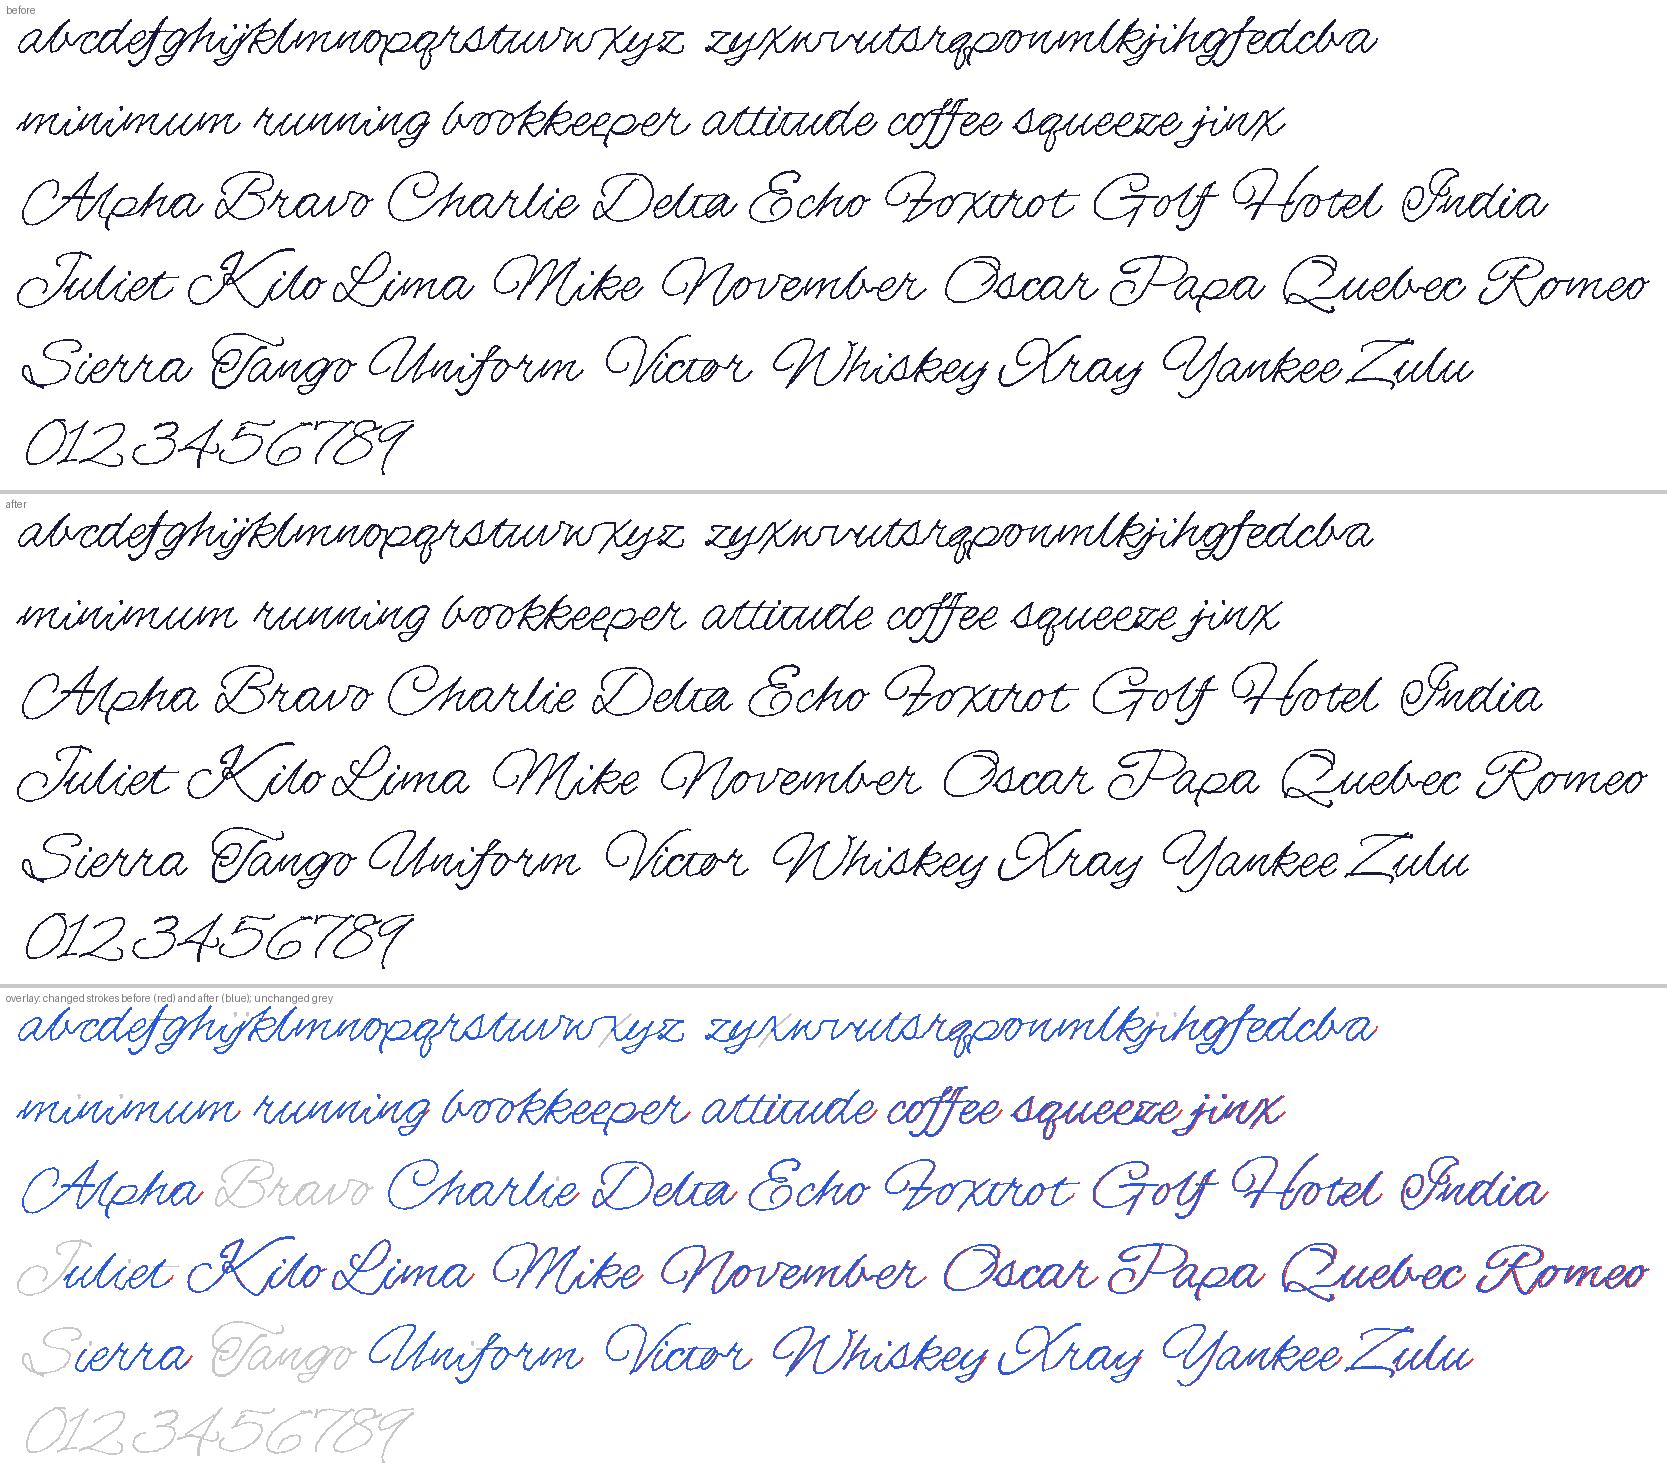 before
abcdefghijklmnopqrstuvwxyz zyxwvutsrqponmlkjihgfedcba
minimum running bookkeeper attitude coffee squeeze jinx
Alpha Bravo Charlie Delta Echo Foxtrot Golf Hotel India
Juliet Kilo Lima Mike November Oscar Papa Quebec Romeo
Sierra Tango Uniform Victor Whiskey Xray Yankee Zulu
0123456789
after
abcdefghijklmnopqrstuvwxyz zyxwvutsrqponmlkjihgfedcba
minimum running bookkeeper attitude coffee squeeze jinx
Alpha Bravo Charlie Delta Echo Foxtrot Golf Hotel India
Juliet Kilo Lima Mike November Oscar Papa Quebec Romeo
Sierra Tango Uniform Victor Whiskey Xray Yankee Zulu
0123456789
overlay: changed strokes before (red) and after (blue); unchanged grey
abcdefghijklmnopqrstuvwxyz zyxwvutsrqponmlkjihgfedcba
minimum running bookkeeper attitude coffee squeeze jinx
Alpha Bravo Charlie Delta Echo Foxtrot Golf Hotel India
Juliet Kilo Lima Mike November Oscar Papa Quebec Romeo
Sierra Tango Uniform Victor Whiskey Xray Yankee Zulu
0123456789